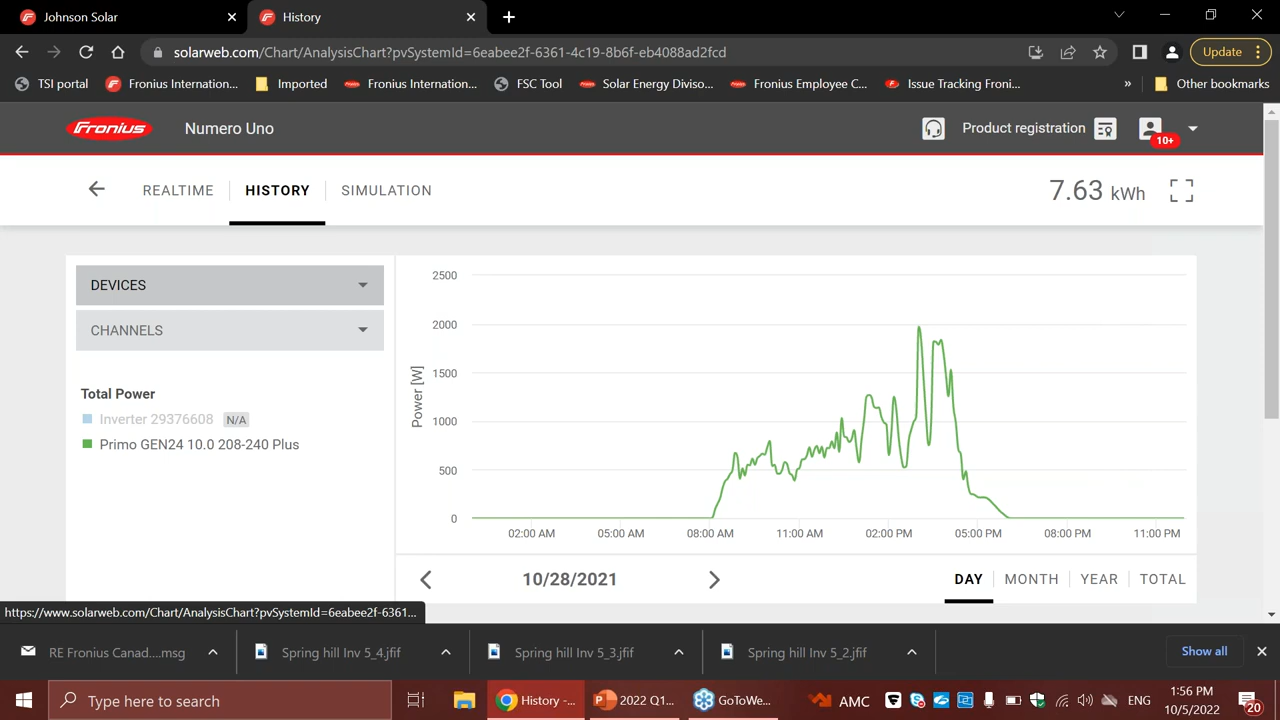 Johnson Solar
History
solarweb.com/Chart/AnalysisChart?pvSystemId=6eabee2f-6361-4c19-8b6f-eb4088ad2fcd
Update
TSI portal
Fronius Internation...
Imported
Fronius Internation...
FSC Tool
Solar Energy Diviso...
Fronius Employee C...
Issue Tracking Froni...
»
Other bookmarks
Fronius
Numero Uno
Product registration
10+
REALTIME
HISTORY
SIMULATION
7.63 kWh
DEVICES
CHANNELS
Total Power
Inverter 29376608 N/A
Primo GEN24 10.0 208-240 Plus
Power [W]
2500
2000
1500
1000
500
0
02:00 AM 05:00 AM 08:00 AM 11:00 AM 02:00 PM 05:00 PM 08:00 PM 11:00 PM
10/28/2021
DAY
MONTH
YEAR
TOTAL
https://www.solarweb.com/Chart/AnalysisChart?pvSystemId=6eabee2f-6361...
RE Fronius Canad....msg
Spring hill Inv 5_4.jfif
Spring hill Inv 5_3.jfif
Spring hill Inv 5_2.jfif
Show all
Type here to search
History -...
2022 Q1...
GoToWe...
AMC
ENG
1:56 PM
10/5/2022
20